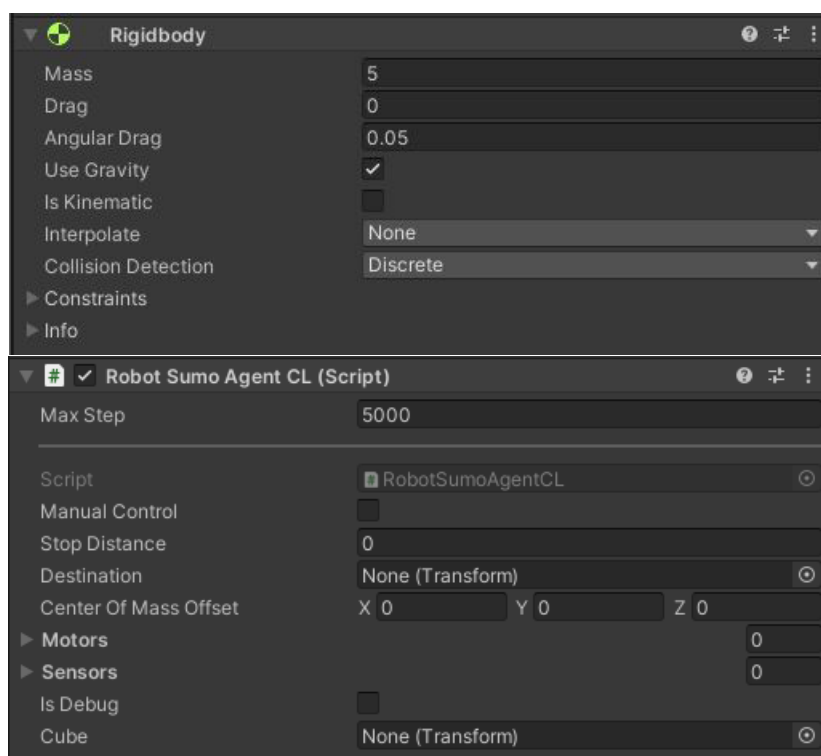 Rigidbody
Mass 5
Drag 0
Angular Drag 0.05
Use Gravity
Is Kinematic
Interpolate None
Collision Detection Discrete
Constraints
Info
# Robot Sumo Agent CL (Script)
Max Step 5000
Script # RobotSumoAgentCL
Manual Control
Stop Distance 0
Destination None (Transform)
Center Of Mass Offset X 0 Y 0 Z 0
Motors 0
Sensors 0
Is Debug
Cube None (Transform)